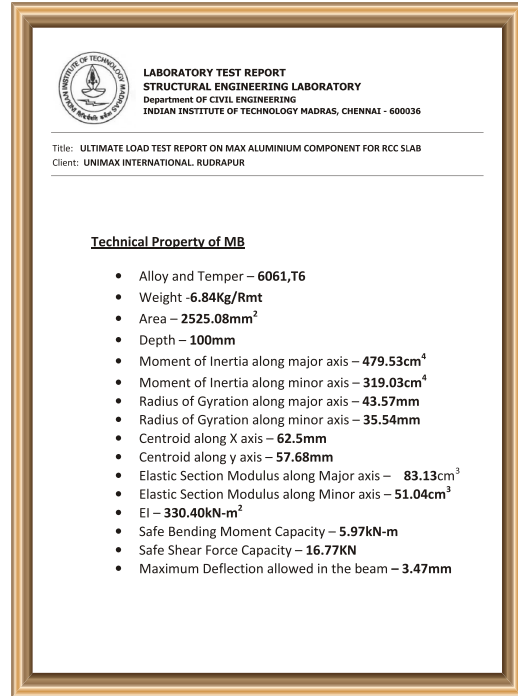 INDIAN INSTITUTE OF TECHNOLOGY MADRAS
LABORATORY TEST REPORT
STRUCTURAL ENGINEERING LABORATORY
Department OF CIVIL ENGINEERING
INDIAN INSTITUTE OF TECHNOLOGY MADRAS, CHENNAI - 600036
Title: ULTIMATE LOAD TEST REPORT ON MAX ALUMINIUM COMPONENT FOR RCC SLAB
Client: UNIMAX INTERNATIONAL. RUDRAPUR
Technical Property of MB
• Alloy and Temper – 6061,T6
• Weight -6.84Kg/Rmt
• Area – 2525.08mm²
• Depth – 100mm
• Moment of Inertia along major axis – 479.53cm⁴
• Moment of Inertia along minor axis – 319.03cm⁴
• Radius of Gyration along major axis – 43.57mm
• Radius of Gyration along minor axis – 35.54mm
• Centroid along X axis – 62.5mm
• Centroid along y axis – 57.68mm
• Elastic Section Modulus along Major axis – 83.13cm³
• Elastic Section Modulus along Minor axis – 51.04cm³
• EI – 330.40kN-m²
• Safe Bending Moment Capacity – 5.97kN-m
• Safe Shear Force Capacity – 16.77KN
• Maximum Deflection allowed in the beam – 3.47mm